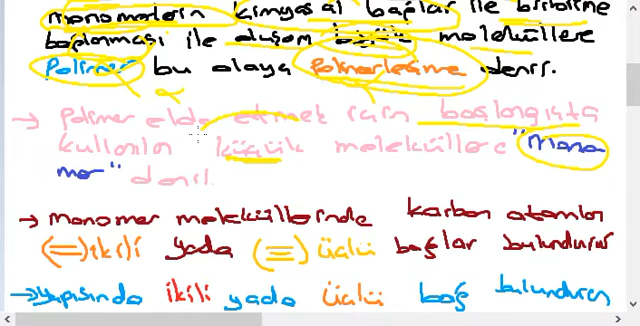 monomerlerin kimyasal bağlar ile birbirine
bağlanması ile oluşan büyük moleküllere
Polimer bu olaya Polimerleşme denir.
→ Polimer elde etmek için başlangıçta
kullanılan küçük moleküllere "mono
mer" denir.
→ monomer moleküllerinde karbon atomları
(=) ikili yada (≡) üçlü bağlar bulundurur
→ yapısında ikili yada üçlü bağ bulunduran